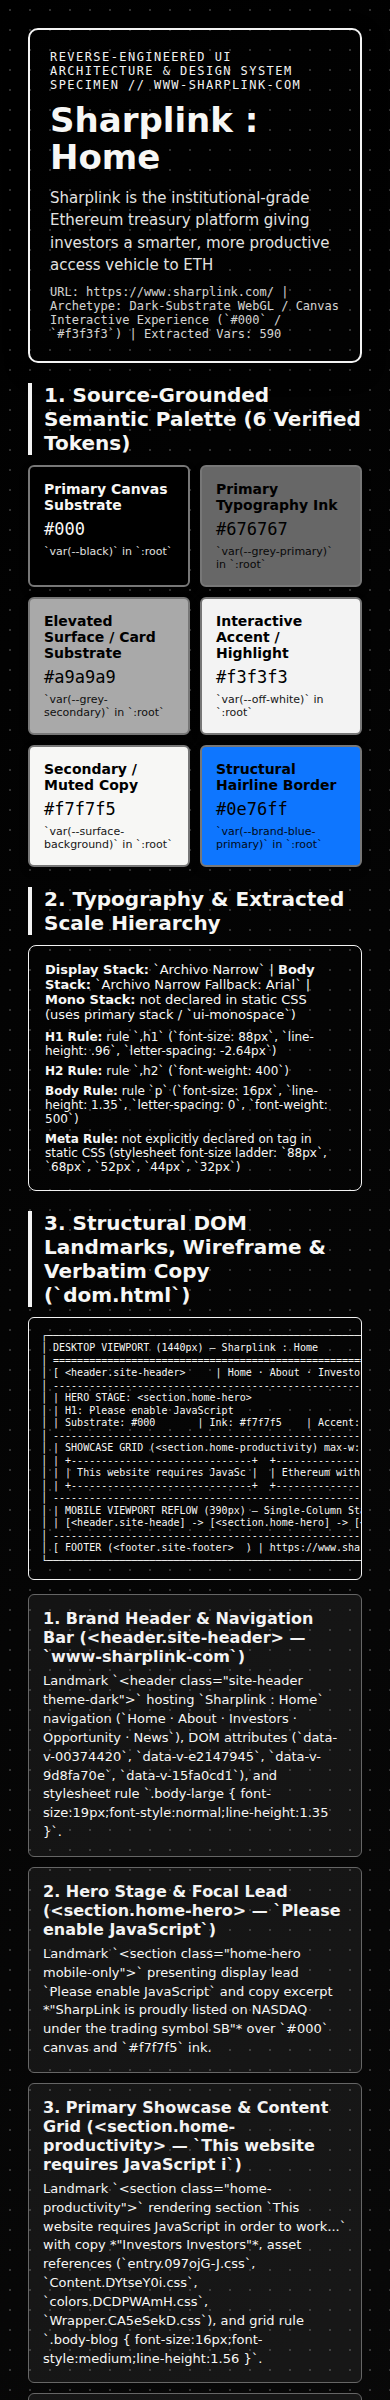 REVERSE-ENGINEERED UI
ARCHITECTURE & DESIGN SYSTEM
SPECIMEN // WWW-SHARPLINK-COM
Sharplink :
Home
Sharplink is the institutional-grade
Ethereum treasury platform giving
investors a smarter, more productive
access vehicle to ETH
URL: https://www.sharplink.com/ |
Archetype: Dark-Substrate WebGL / Canvas
Interactive Experience (`#000` /
`#f3f3f3`) | Extracted Vars: 590
1. Source-Grounded
Semantic Palette (6 Verified
Tokens)
Primary Canvas
Substrate
#000
`var(--black)` in `:root`
Primary
Typography Ink
#676767
`var(--grey-primary)`
in `:root`
Elevated
Surface / Card
Substrate
#a9a9a9
`var(--grey-
secondary)` in `:root`
Interactive
Accent /
Highlight
#f3f3f3
`var(--off-white)` in
`:root`
Secondary /
Muted Copy
#f7f7f5
`var(--surface-
background)` in `:root`
Structural
Hairline Border
#0e76ff
`var(--brand-blue-
primary)` in `:root`
2. Typography & Extracted
Scale Hierarchy
Display Stack: `Archivo Narrow` | Body
Stack: `Archivo Narrow Fallback: Arial` |
Mono Stack: not declared in static CSS
(uses primary stack / `ui-monospace`)
H1 Rule: rule `,h1` (`font-size: 88px`, `line-
height: .96`, `letter-spacing: -2.64px`)
H2 Rule: rule `,h2` (`font-weight: 400`)
Body Rule: rule `p` (`font-size: 16px`, `line-
height: 1.35`, `letter-spacing: 0`, `font-weight:
500`)
Meta Rule: not explicitly declared on tag in
static CSS (stylesheet font-size ladder: `88px`,
`68px`, `52px`, `44px`, `32px`)
3. Structural DOM
Landmarks, Wireframe &
Verbatim Copy
(`dom.html`)
DESKTOP VIEWPORT (1440px) — Sharplink : Home
[ <header.site-header> | Home · About · Investo
| HERO STAGE: <section.home-hero>
| H1: Please enable JavaScript
| Substrate: #000 | Ink: #f7f7f5 | Accent:
| SHOWCASE GRID (<section.home-productivity) max-w:
| | This website requires JavaSc | | Ethereum with
| MOBILE VIEWPORT REFLOW (390px) — Single-Column St
| [<header.site-heade] -> [<section.home-hero] -> [
[ FOOTER (<footer.site-footer> ) | https://www.sha
1. Brand Header & Navigation
Bar (<header.site-header> —
`www-sharplink-com`)
Landmark `<header class="site-header
theme-dark">` hosting `Sharplink : Home`
navigation (`Home · About · Investors ·
Opportunity · News`), DOM attributes (`data-
v-00374420`, `data-v-e2147945`, `data-v-
9d8fa70e`, `data-v-15fa0cd1`), and
stylesheet rule `.body-large { font-
size:19px;font-style:normal;line-height:1.35
}`.
2. Hero Stage & Focal Lead
(<section.home-hero> — `Please
enable JavaScript`)
Landmark `<section class="home-hero
mobile-only">` presenting display lead
`Please enable JavaScript` and copy excerpt
*"SharpLink is proudly listed on NASDAQ
under the trading symbol SB"* over `#000`
canvas and `#f7f7f5` ink.
3. Primary Showcase & Content
Grid (<section.home-
productivity> — `This website
requires JavaScript i`)
Landmark `<section class="home-
productivity">` rendering section `This
website requires JavaScript in order to work...`
with copy *"Investors Investors"*, asset
references (`entry.097ojG-J.css`,
`Content.DYtseY0i.css`,
`colors.DCDPWAmH.css`,
`Wrapper.CA5eSekD.css`), and grid rule
`.body-blog { font-size:16px;font-
style:medium;line-height:1.56 }`.